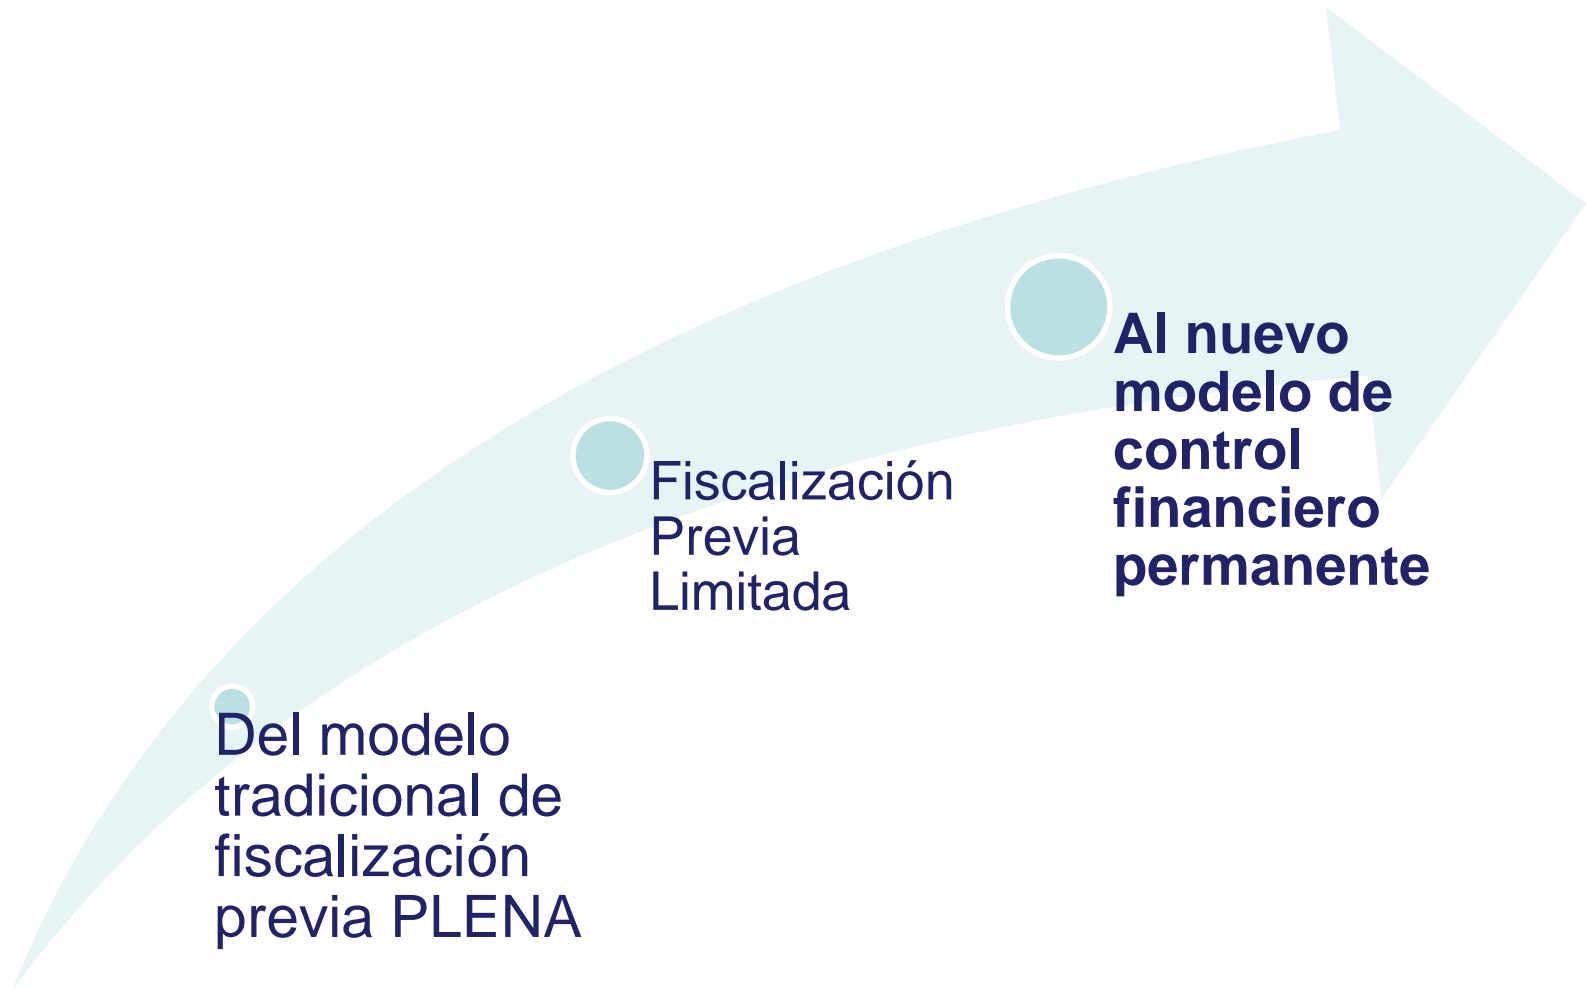 Del modelo
tradicional de
fiscalización
previa PLENA
Fiscalización
Previa
Limitada
Al nuevo
modelo de
control
financiero
permanente